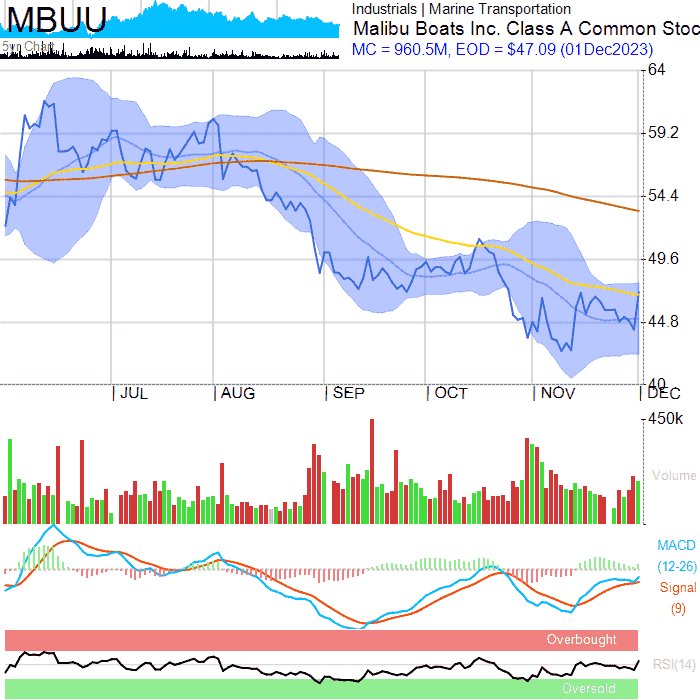 MBUU
5yr Chart
Industrials | Marine Transportation
Malibu Boats Inc. Class A Common Stoc
MC = 960.5M, EOD = $47.09 (01Dec2023)
64
59.2
54.4
49.6
44.8
40
JUL AUG SEP OCT NOV DEC
450k
Volume
MACD
(12-26)
Signal
(9)
Overbought
RSI(14)
Oversold